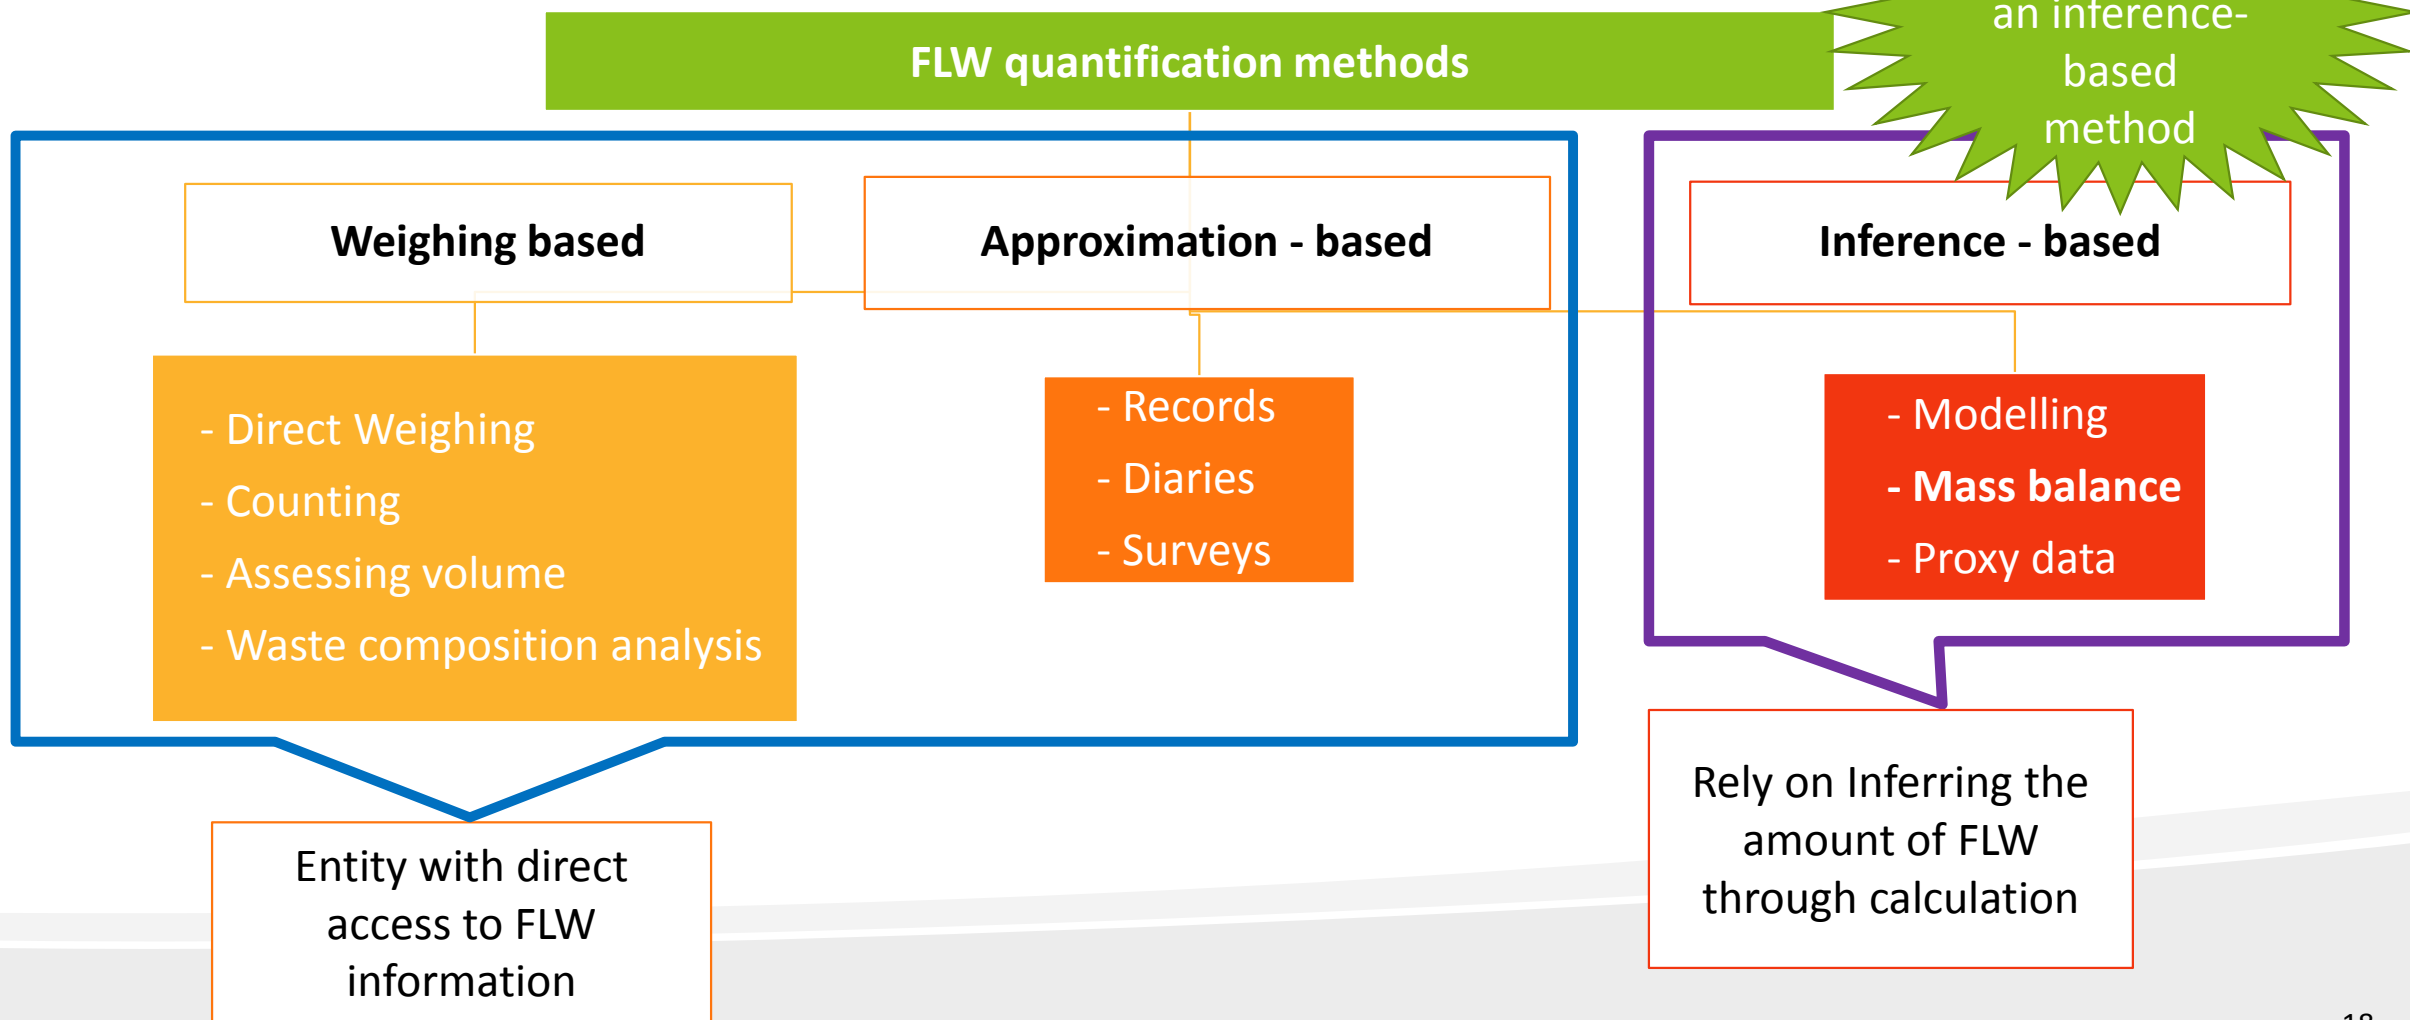 an inference-
based
method
FLW quantification methods
Weighing based
Approximation - based
Inference - based
- Direct Weighing
- Counting
- Assessing volume
- Waste composition analysis
- Records
- Diaries
- Surveys
- Modelling
- Mass balance
- Proxy data
Entity with direct
access to FLW
information
Rely on Inferring the
amount of FLW
through calculation
18